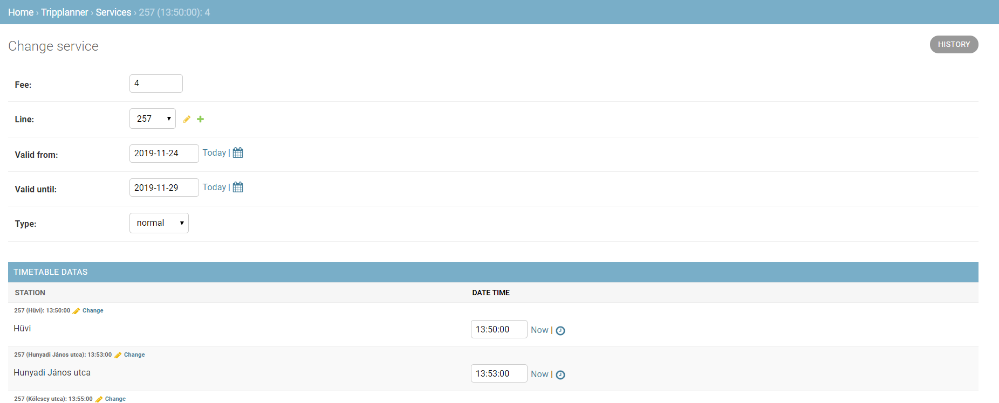 Home › Tripplanner › Services › 257 (13:50:00): 4
Change service
HISTORY
Fee: 4
Line: 257
Valid from: 2019-11-24 Today |
Valid until: 2019-11-29 Today |
Type: normal
TIMETABLE DATAS
STATION DATE TIME
257 (Hüvi): 13:50:00 Change
Hüvi 13:50:00 Now |
257 (Hunyadi János utca): 13:53:00 Change
Hunyadi János utca 13:53:00 Now |
257 (Kölcsey utca): 13:55:00 Change